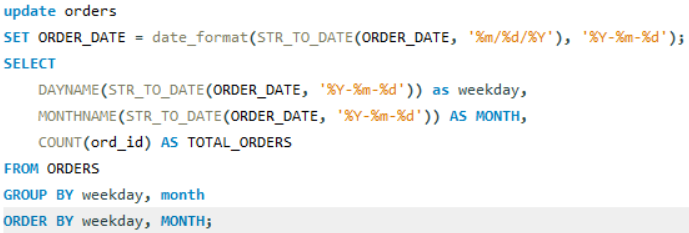 update orders
SET ORDER_DATE = date_format(STR_TO_DATE(ORDER_DATE, '%m/%d/%Y'), '%Y-%m-%d');
SELECT
DAYNAME(STR_TO_DATE(ORDER_DATE, '%Y-%m-%d')) as weekday,
MONTHNAME(STR_TO_DATE(ORDER_DATE, '%Y-%m-%d')) AS MONTH,
COUNT(ord_id) AS TOTAL_ORDERS
FROM ORDERS
GROUP BY weekday, month
ORDER BY weekday, MONTH;